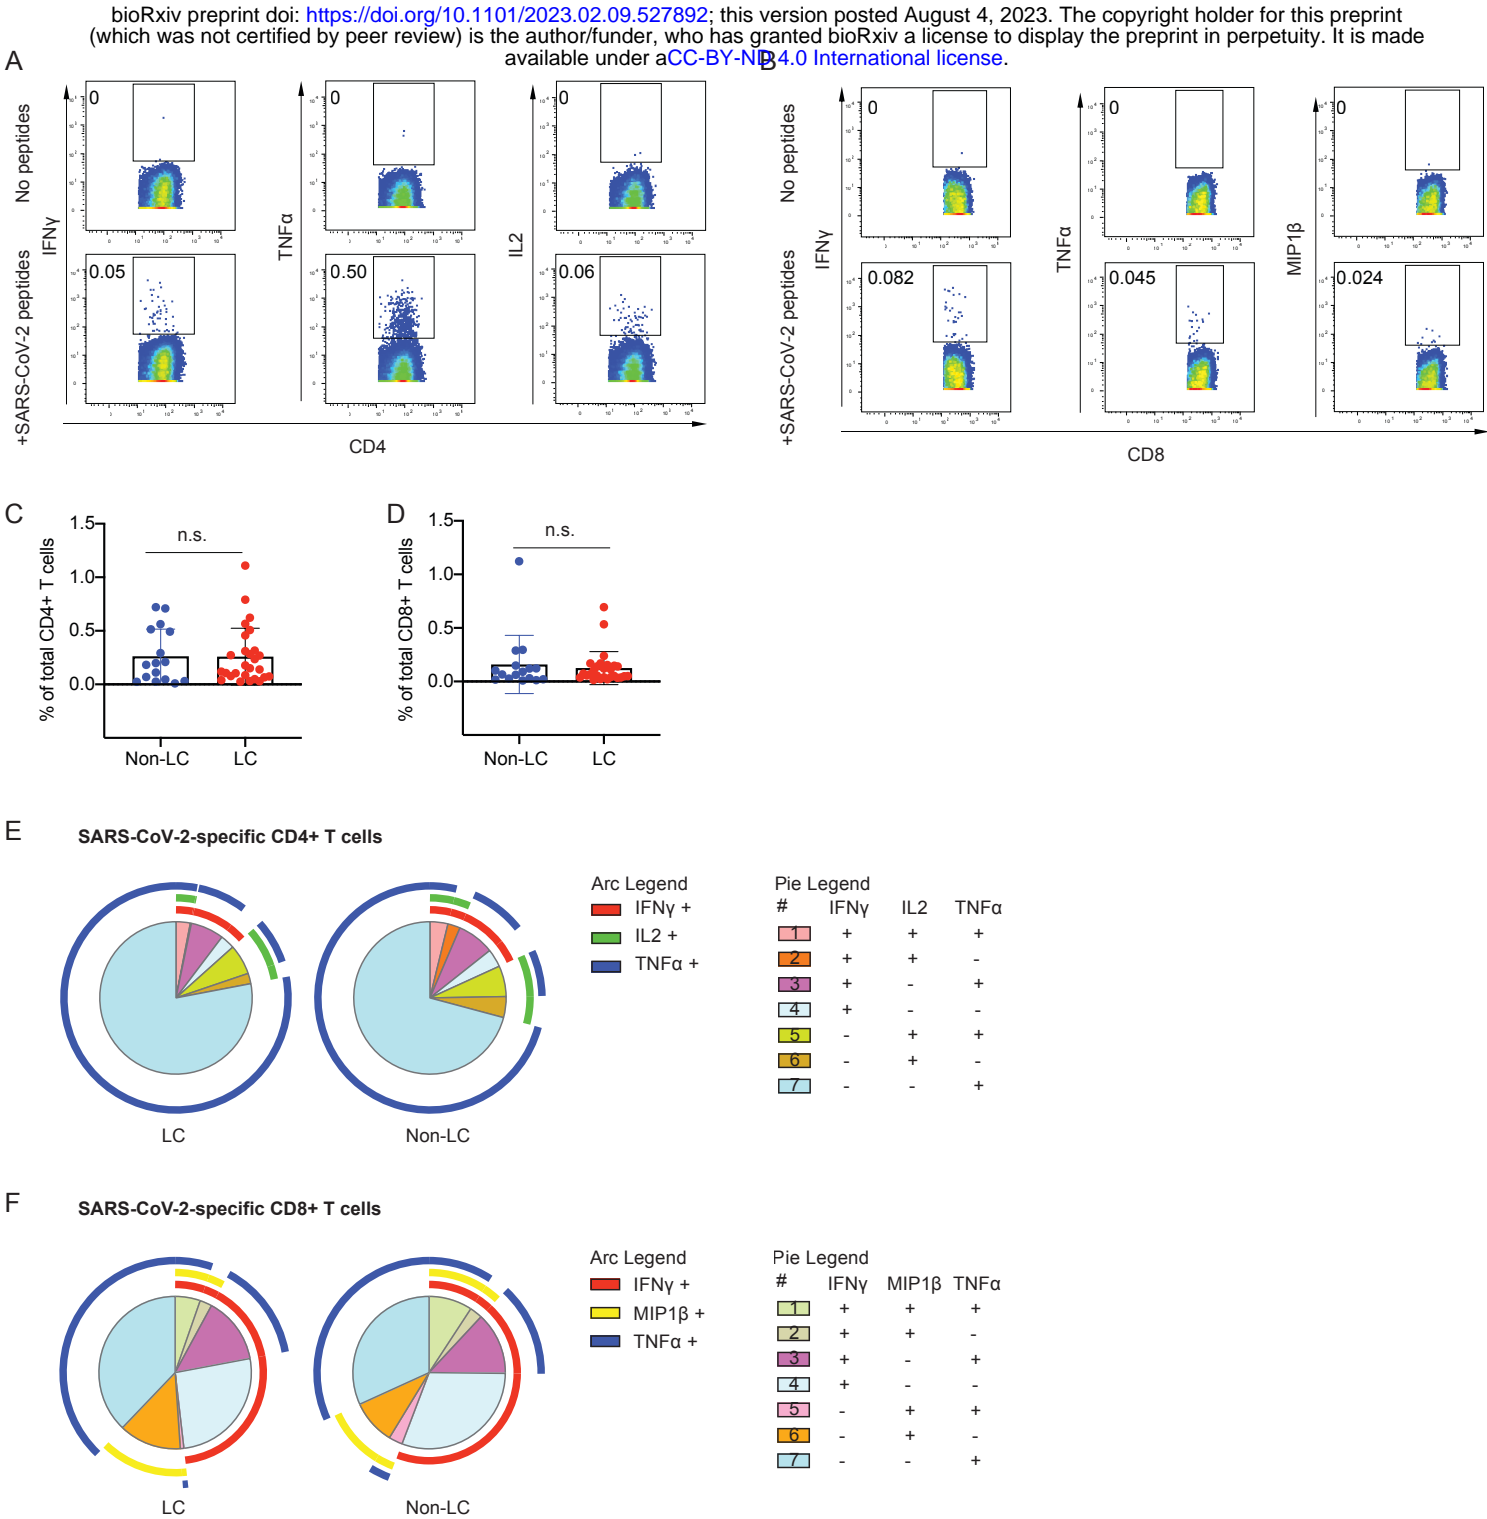 bioRxiv preprint doi: https://doi.org/10.1101/2023.02.09.527892; this version posted August 4, 2023. The copyright holder for this preprint
(which was not certified by peer review) is the author/funder, who has granted bioRxiv a license to display the preprint in perpetuity. It is made
available under aCC-BY-ND 4.0 International license.
A
B
No peptides
+SARS-CoV-2 peptides
IFNγ
TNFα
IL2
0
0
0
0.05
0.50
0.06
CD4
No peptides
+SARS-CoV-2 peptides
IFNγ
TNFα
MIP1β
0
0
0
0.082
0.045
0.024
CD8
C
% of total CD4+ T cells
1.5
1.0
0.5
0.0
n.s.
Non-LC
LC
D
% of total CD8+ T cells
1.5
1.0
0.5
0.0
n.s.
Non-LC
LC
E
SARS-CoV-2-specific CD4+ T cells
LC
Non-LC
Arc Legend
IFNγ +
IL2 +
TNFα +
Pie Legend
# IFNγ IL2 TNFα
1 + + +
2 + + -
3 + - +
4 + - -
5 - + +
6 - + -
7 - - +
F
SARS-CoV-2-specific CD8+ T cells
LC
Non-LC
Arc Legend
IFNγ +
MIP1β +
TNFα +
Pie Legend
# IFNγ MIP1β TNFα
1 + + +
2 + + -
3 + - +
4 + - -
5 - + +
6 - + -
7 - - +